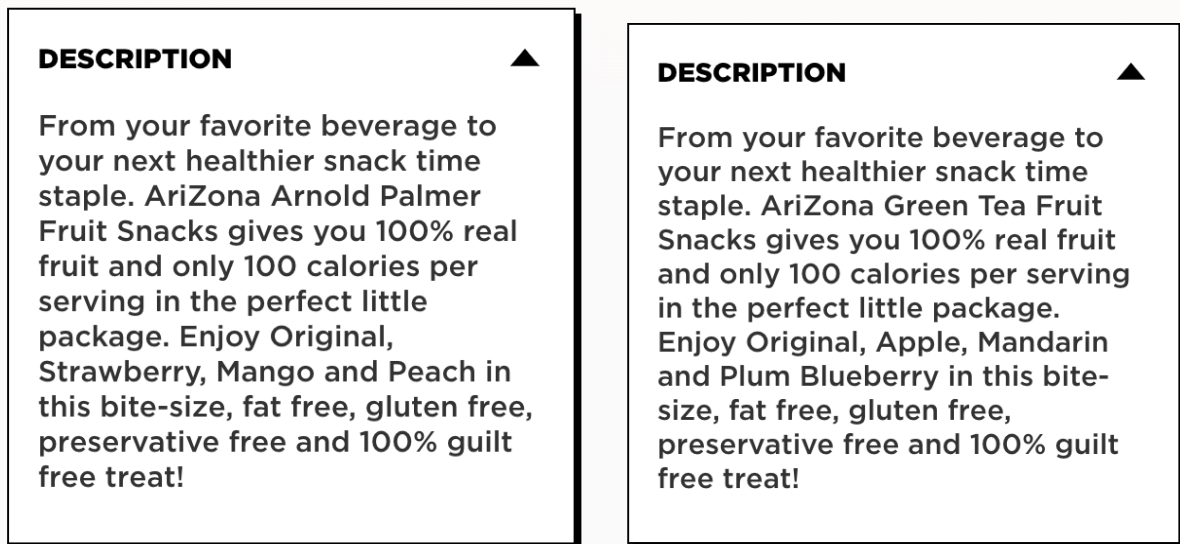 DESCRIPTION
From your favorite beverage to
your next healthier snack time
staple. AriZona Arnold Palmer
Fruit Snacks gives you 100% real
fruit and only 100 calories per
serving in the perfect little
package. Enjoy Original,
Strawberry, Mango and Peach in
this bite-size, fat free, gluten free,
preservative free and 100% guilt
free treat!
DESCRIPTION
From your favorite beverage to
your next healthier snack time
staple. AriZona Green Tea Fruit
Snacks gives you 100% real fruit
and only 100 calories per serving
in the perfect little package.
Enjoy Original, Apple, Mandarin
and Plum Blueberry in this bite-
size, fat free, gluten free,
preservative free and 100% guilt
free treat!